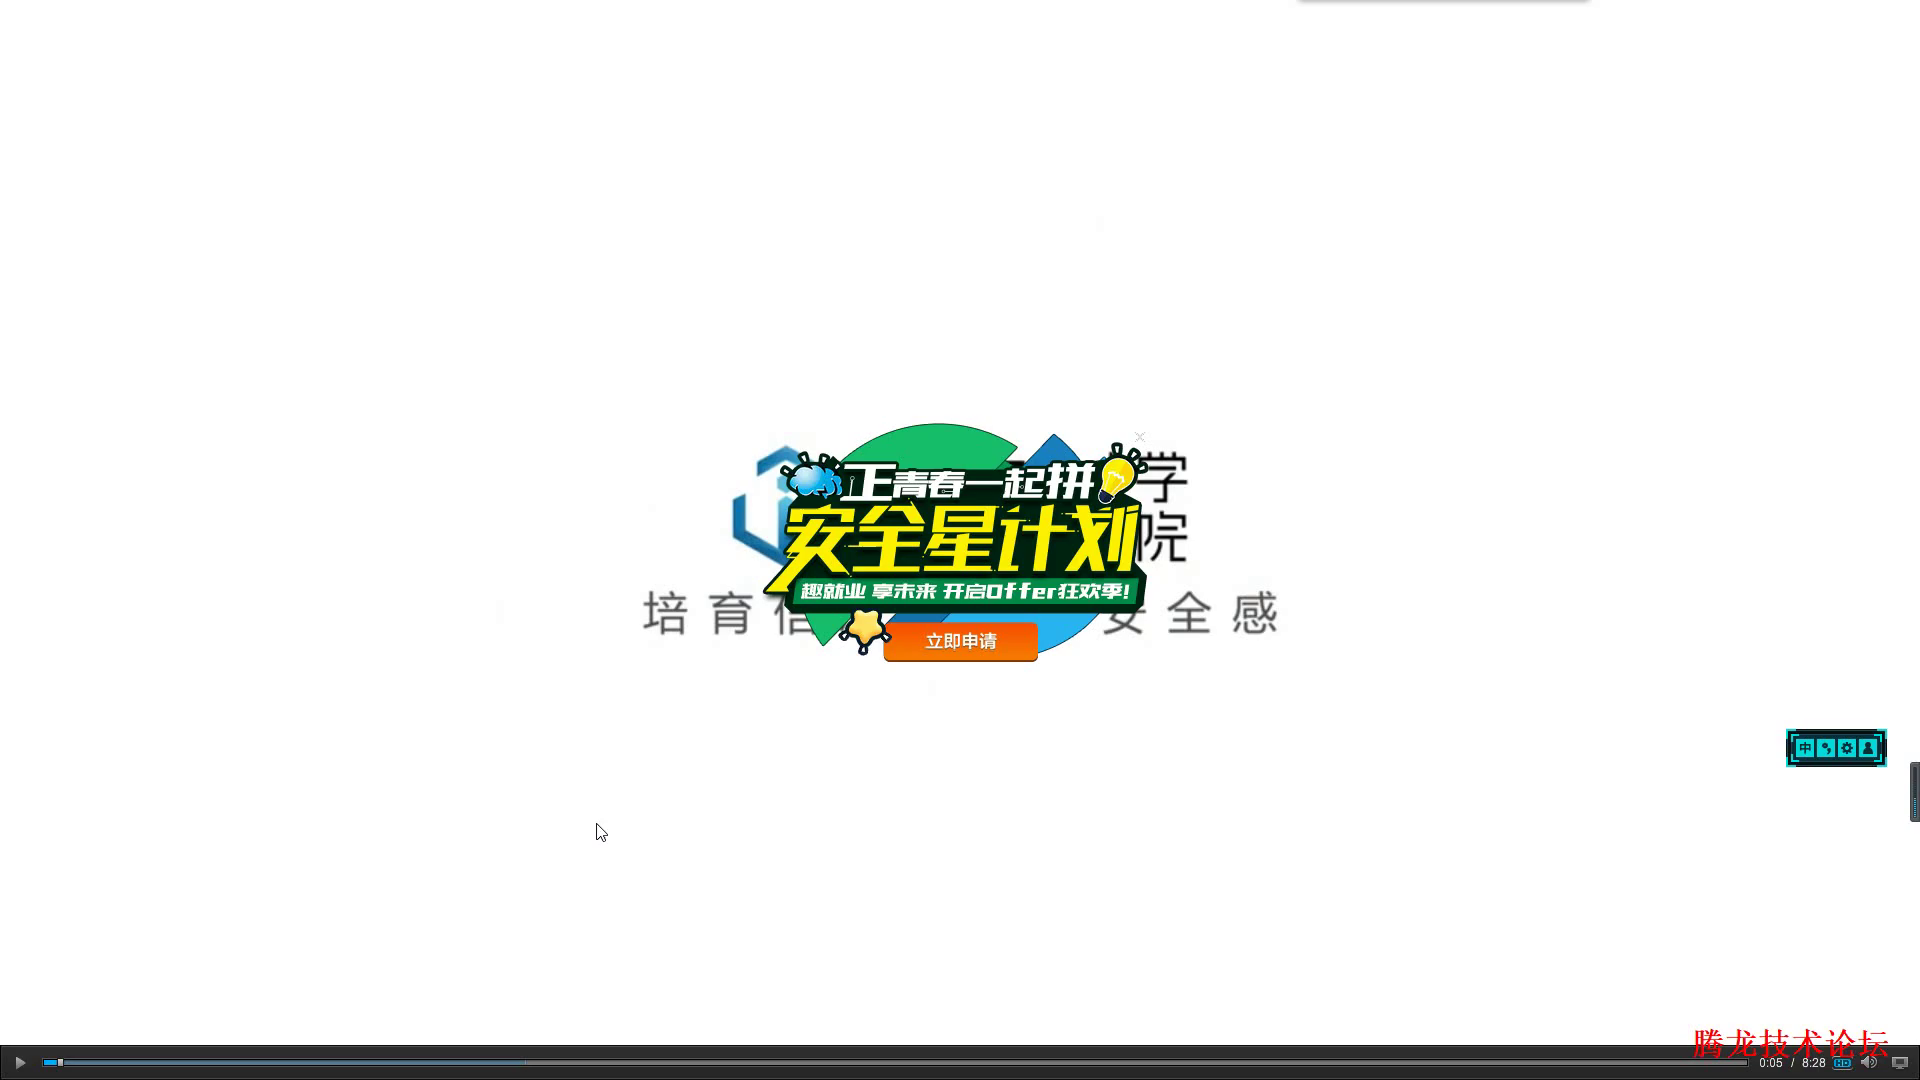 正青春一起拼
学
安全星计划
院
趣就业 享未来 开启Offer狂欢季!
培育信 安全感
立即申请
中
腾龙技术论坛
0:05 / 8:28 HD